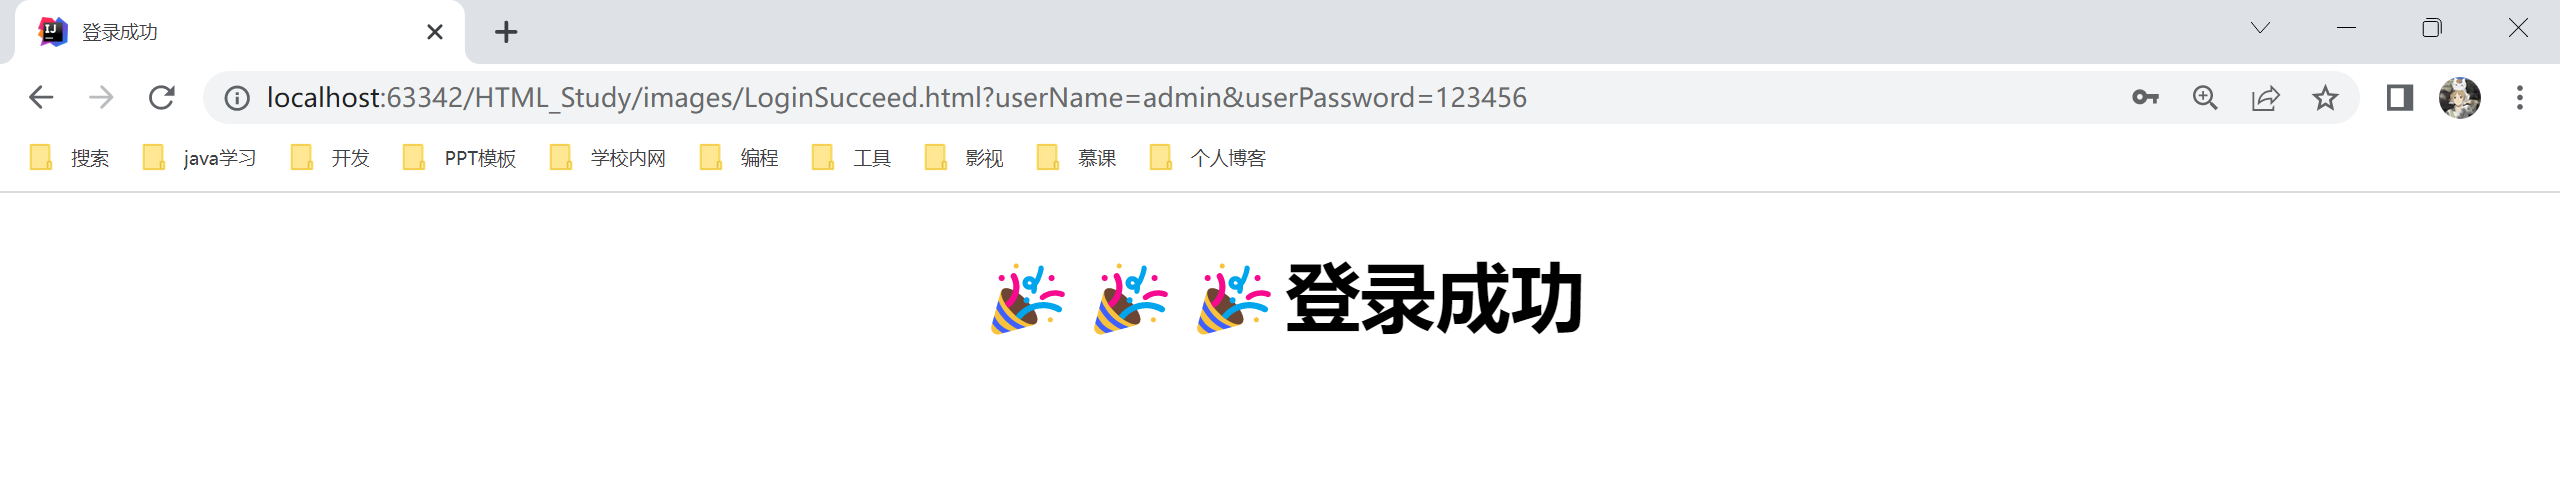 登录成功
localhost:63342/HTML_Study/images/LoginSucceed.html?userName=admin&userPassword=123456
搜索 java学习 开发 PPT模板 学校内网 编程 工具 影视 慕课 个人博客
🎉 🎉 🎉 登录成功